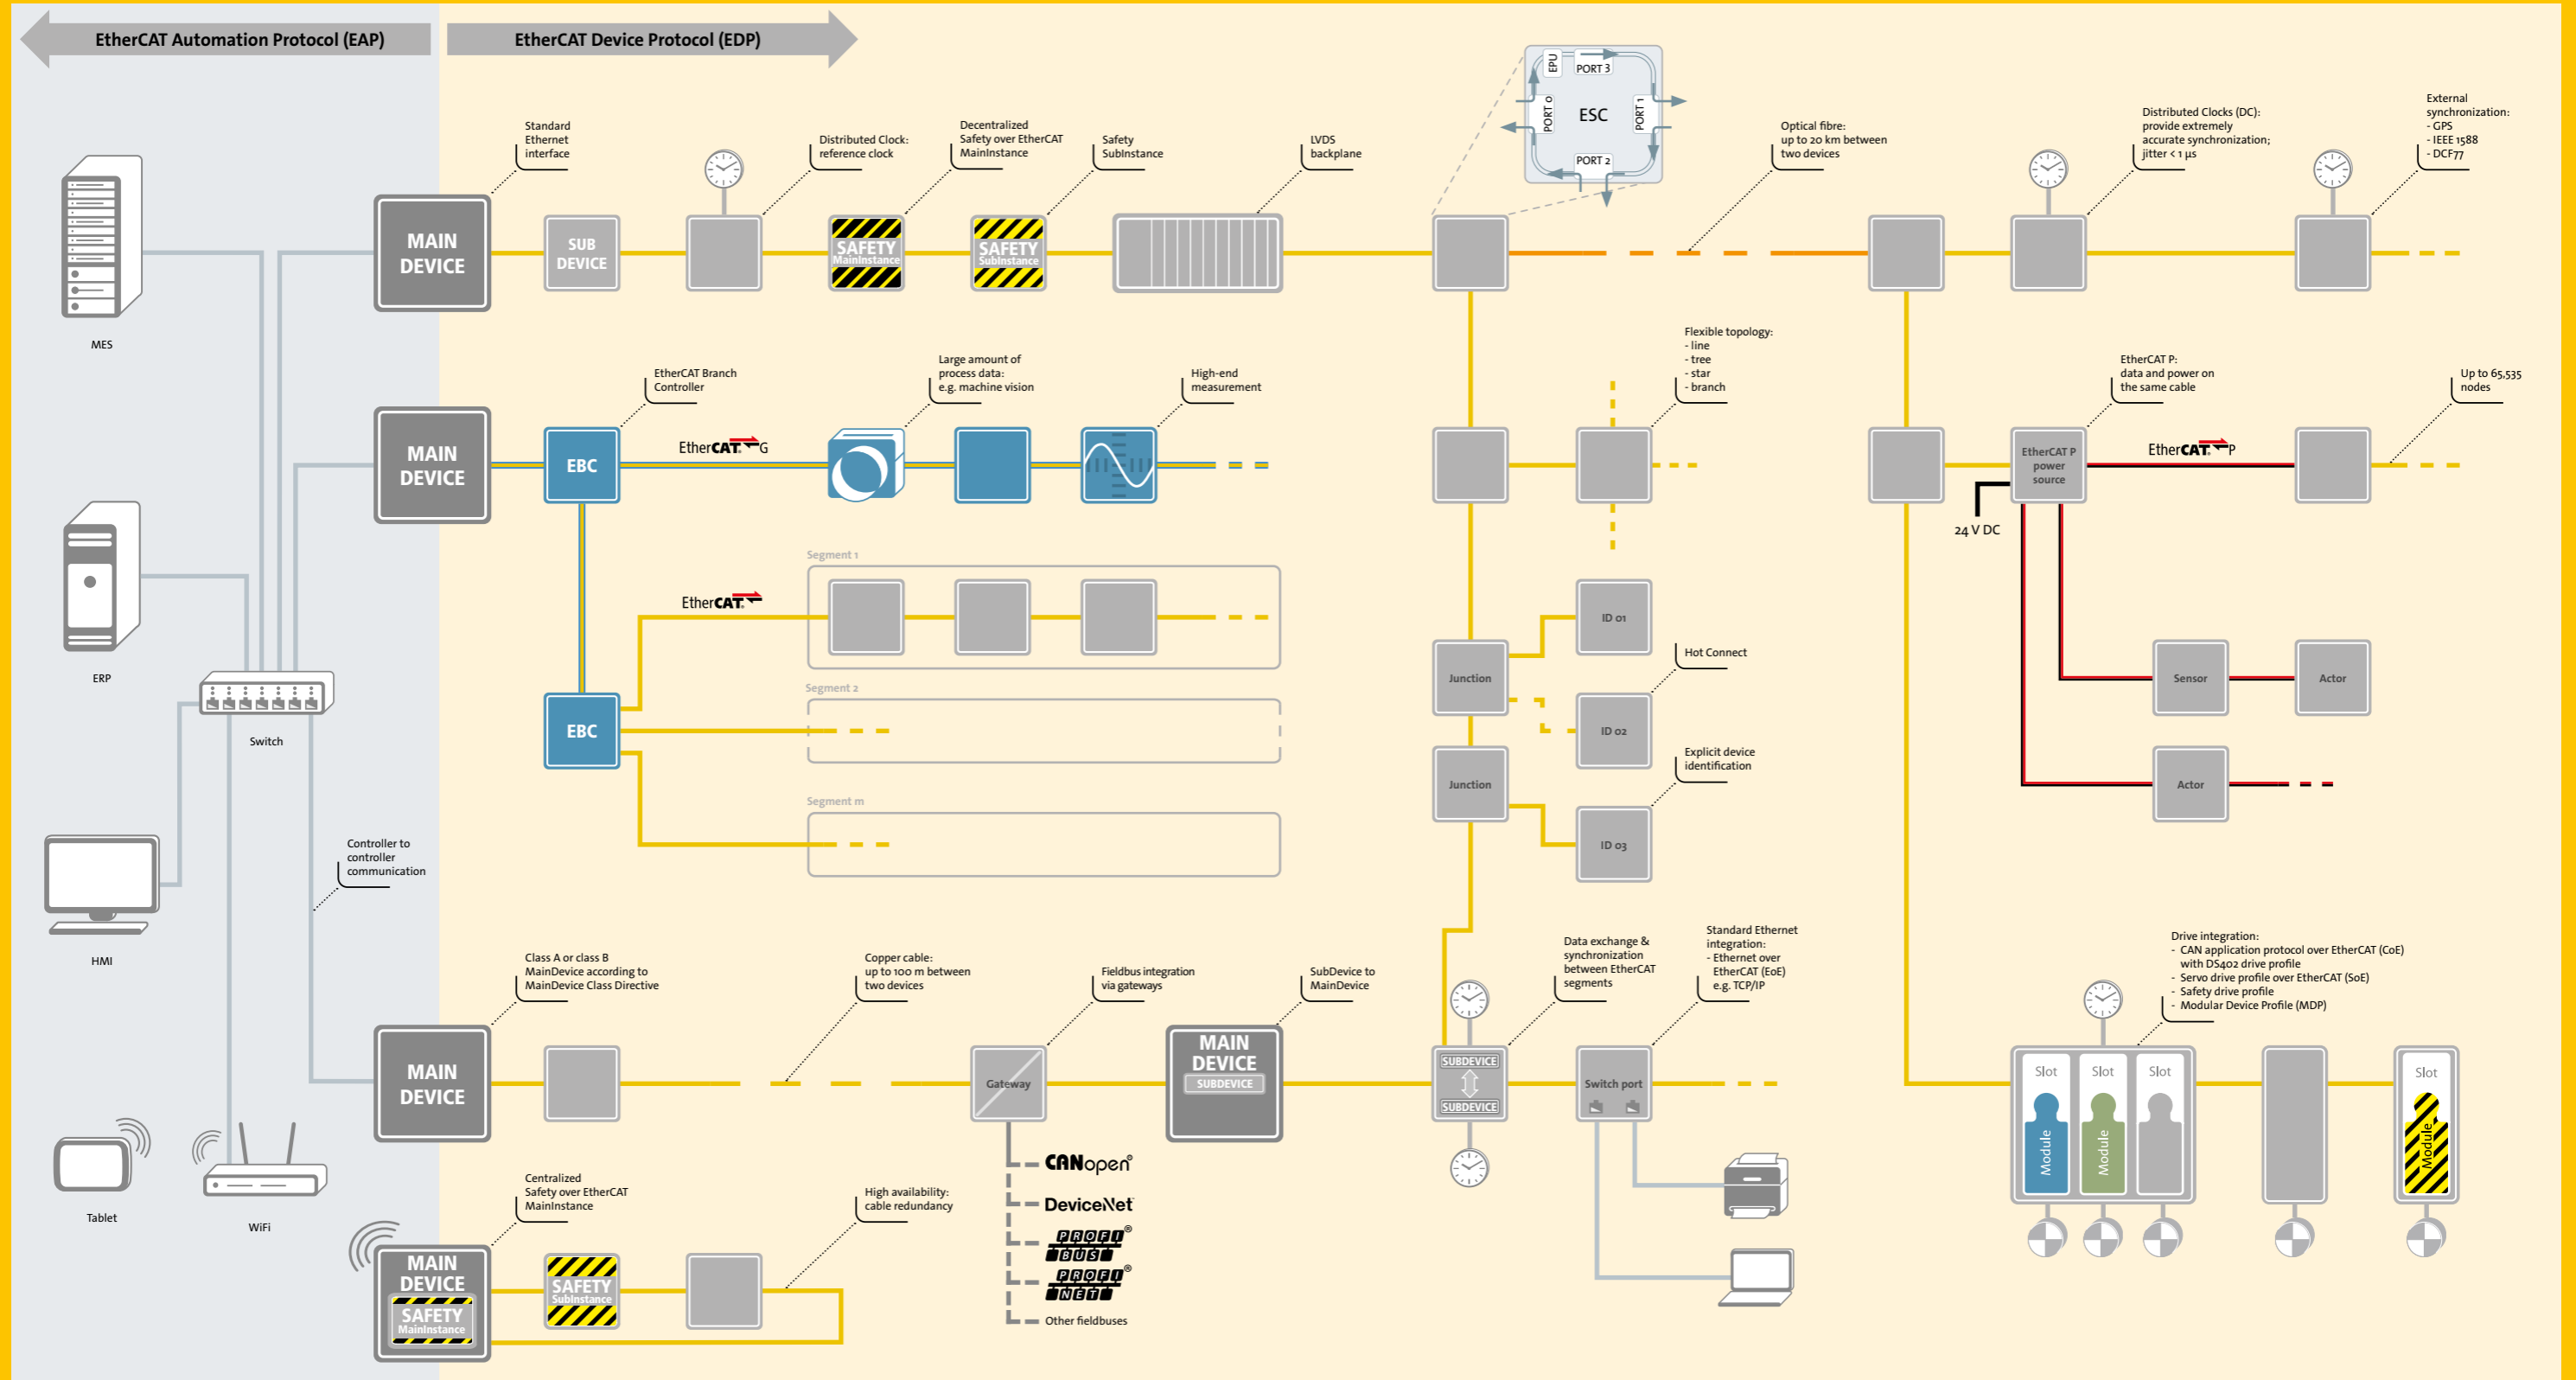 EtherCAT Automation Protocol (EAP)
EtherCAT Device Protocol (EDP)
EPU
PORT 3
PORT 0
ESC
PORT 1
PORT 2
Standard
Ethernet
interface
Distributed Clock:
reference clock
Decentralized
Safety over EtherCAT
MainInstance
Safety
SubInstance
LVDS
backplane
Optical fibre:
up to 20 km between
two devices
Distributed Clocks (DC):
provide extremely
accurate synchronization;
jitter < 1 µs
External
synchronization:
- GPS
- IEEE 1588
- DCF77
MES
MAIN
DEVICE
SUB
DEVICE
SAFETY
MainInstance
SAFETY
SubInstance
EtherCAT Branch
Controller
Large amount of
process data:
e.g. machine vision
High-end
measurement
Flexible topology:
- line
- tree
- star
- branch
EtherCAT P:
data and power on
the same cable
Up to 65,535
nodes
MAIN
DEVICE
EBC
EtherCAT® G
EtherCAT P
power
source
EtherCAT® P
24 V DC
ERP
Segment 1
EtherCAT®
Segment 2
EBC
Segment m
ID 01
Hot Connect
Junction
ID 02
Explicit device
identification
Junction
ID 03
Sensor
Actor
Actor
Switch
Controller to
controller
communication
HMI
Class A or class B
MainDevice according to
MainDevice Class Directive
Copper cable:
up to 100 m between
two devices
Fieldbus integration
via gateways
SubDevice to
MainDevice
Data exchange &
synchronization
between EtherCAT
segments
Standard Ethernet
integration:
- Ethernet over
EtherCAT (EoE)
e.g. TCP/IP
Drive integration:
- CAN application protocol over EtherCAT (CoE)
with DS402 drive profile
- Servo drive profile over EtherCAT (SoE)
- Safety drive profile
- Modular Device Profile (MDP)
MAIN
DEVICE
Gateway
MAIN
DEVICE
SUBDEVICE
SUBDEVICE
SUBDEVICE
Switch port
Slot
Slot
Slot
Slot
Module
Module
Module
Tablet
WiFi
CANopen®
DeviceNet
PROFI®
BUS
PROFI®
NET
Other fieldbuses
Centralized
Safety over EtherCAT
MainInstance
High availability:
cable redundancy
MAIN
DEVICE
SAFETY
MainInstance
SAFETY
SubInstance